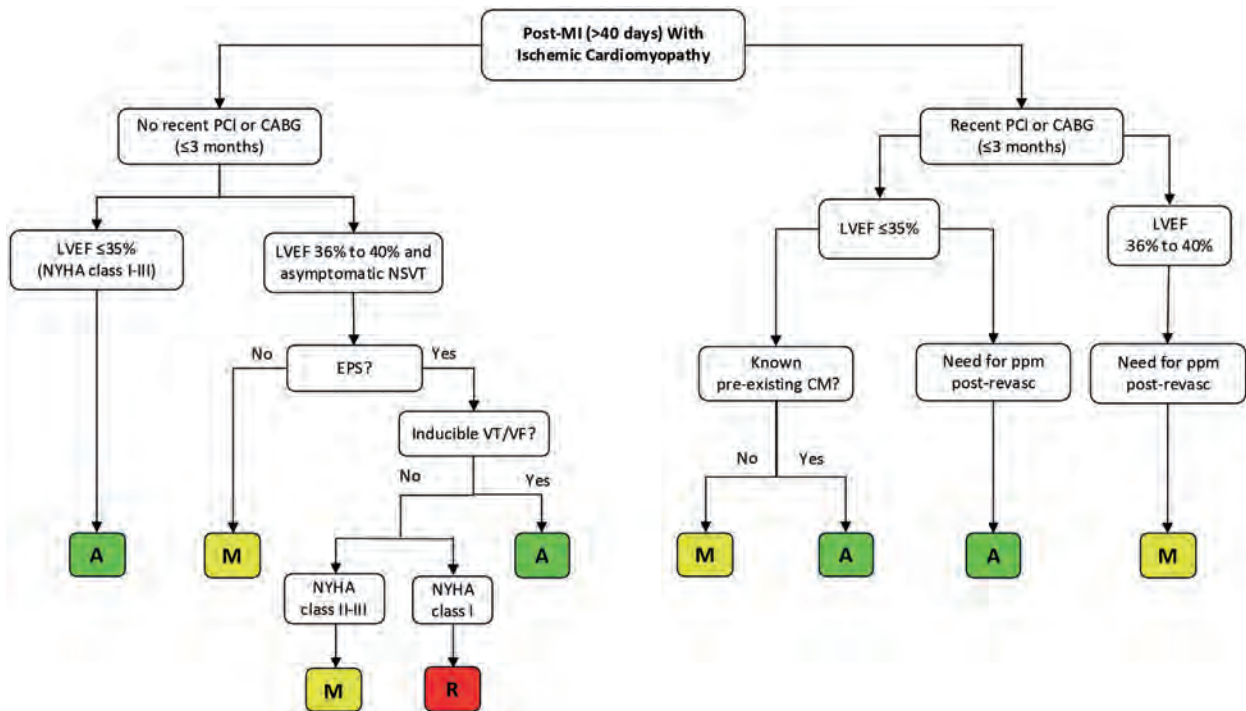 Post-MI (>40 days) With
Ischemic Cardiomyopathy
No recent PCI or CABG
(≤3 months)
Recent PCI or CABG
(≤3 months)
LVEF ≤35%
(NYHA class I-III)
LVEF 36% to 40% and
asymptomatic NSVT
LVEF ≤35%
LVEF
36% to 40%
No
EPS?
Yes
Known
pre-existing CM?
Need for ppm
post-revasc
Need for ppm
post-revasc
Inducible VT/VF?
No
Yes
No
Yes
A
M
A
M
A
A
M
NYHA
class II-III
NYHA
class I
M
R